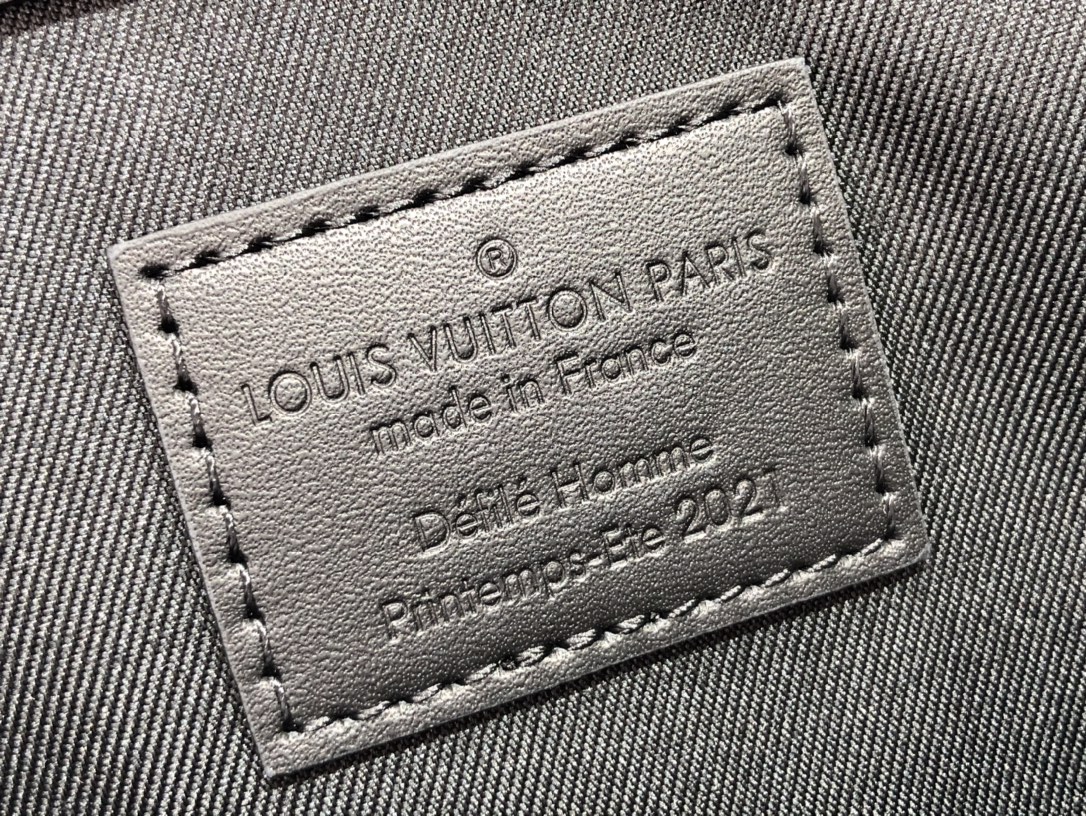 ®
LOUIS VUITTON PARIS
made in France
Défilé Homme
Printemps-Eté 2021